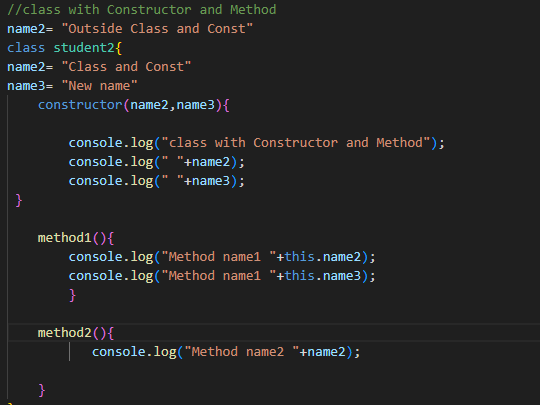 //class with Constructor and Method
name2= "Outside Class and Const"
class student2{
name2= "Class and Const"
name3= "New name"
constructor(name2,name3){
console.log("class with Constructor and Method");
console.log(" "+name2);
console.log(" "+name3);
}
method1(){
console.log("Method name1 "+this.name2);
console.log("Method name1 "+this.name3);
}
method2(){
console.log("Method name2 "+name2);
}